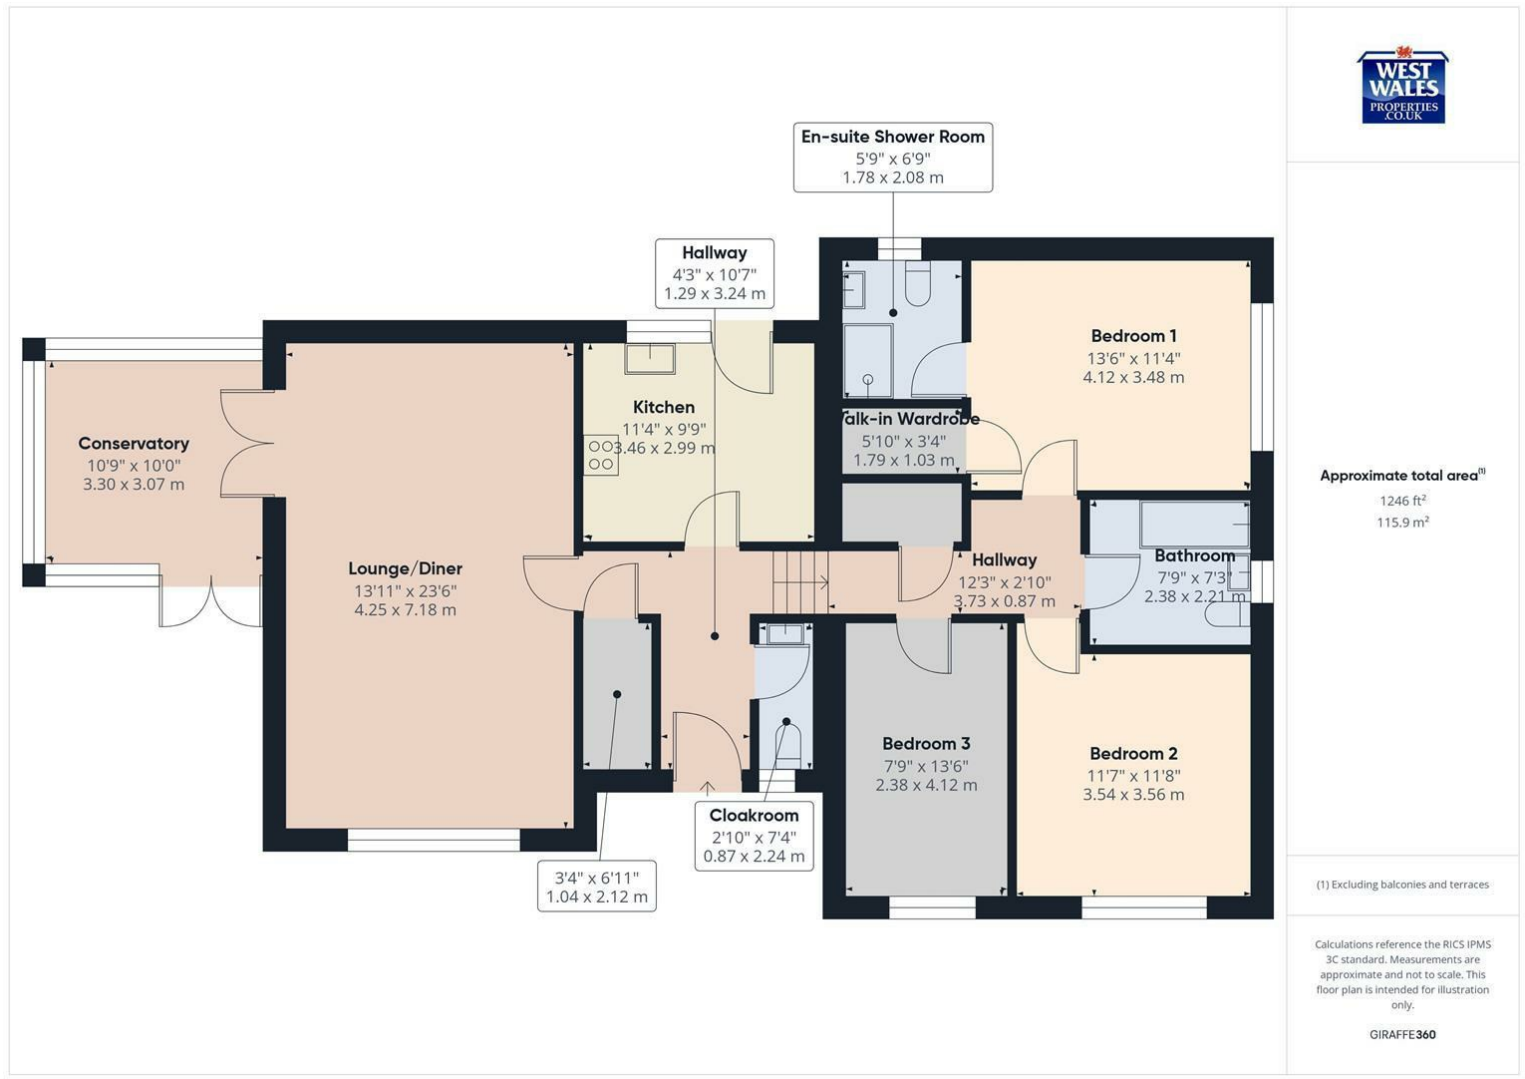 WEST
WALES
PROPERTIES
.CO.UK
En-suite Shower Room
5'9" x 6'9"
1.78 x 2.08 m
Hallway
4'3" x 10'7"
1.29 x 3.24 m
Bedroom 1
13'6" x 11'4"
4.12 x 3.48 m
Kitchen
11'4" x 9'9"
3.46 x 2.99 m
alk-in Wardrobe
5'10" x 3'4"
1.79 x 1.03 m
Conservatory
10'9" x 10'0"
3.30 x 3.07 m
Lounge/Diner
13'11" x 23'6"
4.25 x 7.18 m
Hallway
12'3" x 2'10"
3.73 x 0.87 m
Bathroom
7'9" x 7'3"
2.38 x 2.21 m
Bedroom 3
7'9" x 13'6"
2.38 x 4.12 m
Bedroom 2
11'7" x 11'8"
3.54 x 3.56 m
Cloakroom
2'10" x 7'4"
0.87 x 2.24 m
3'4" x 6'11"
1.04 x 2.12 m
Approximate total area(1)
1246 ft²
115.9 m²
(1) Excluding balconies and terraces
Calculations reference the RICS IPMS
3C standard. Measurements are
approximate and not to scale. This
floor plan is intended for illustration
only.
GIRAFFE360